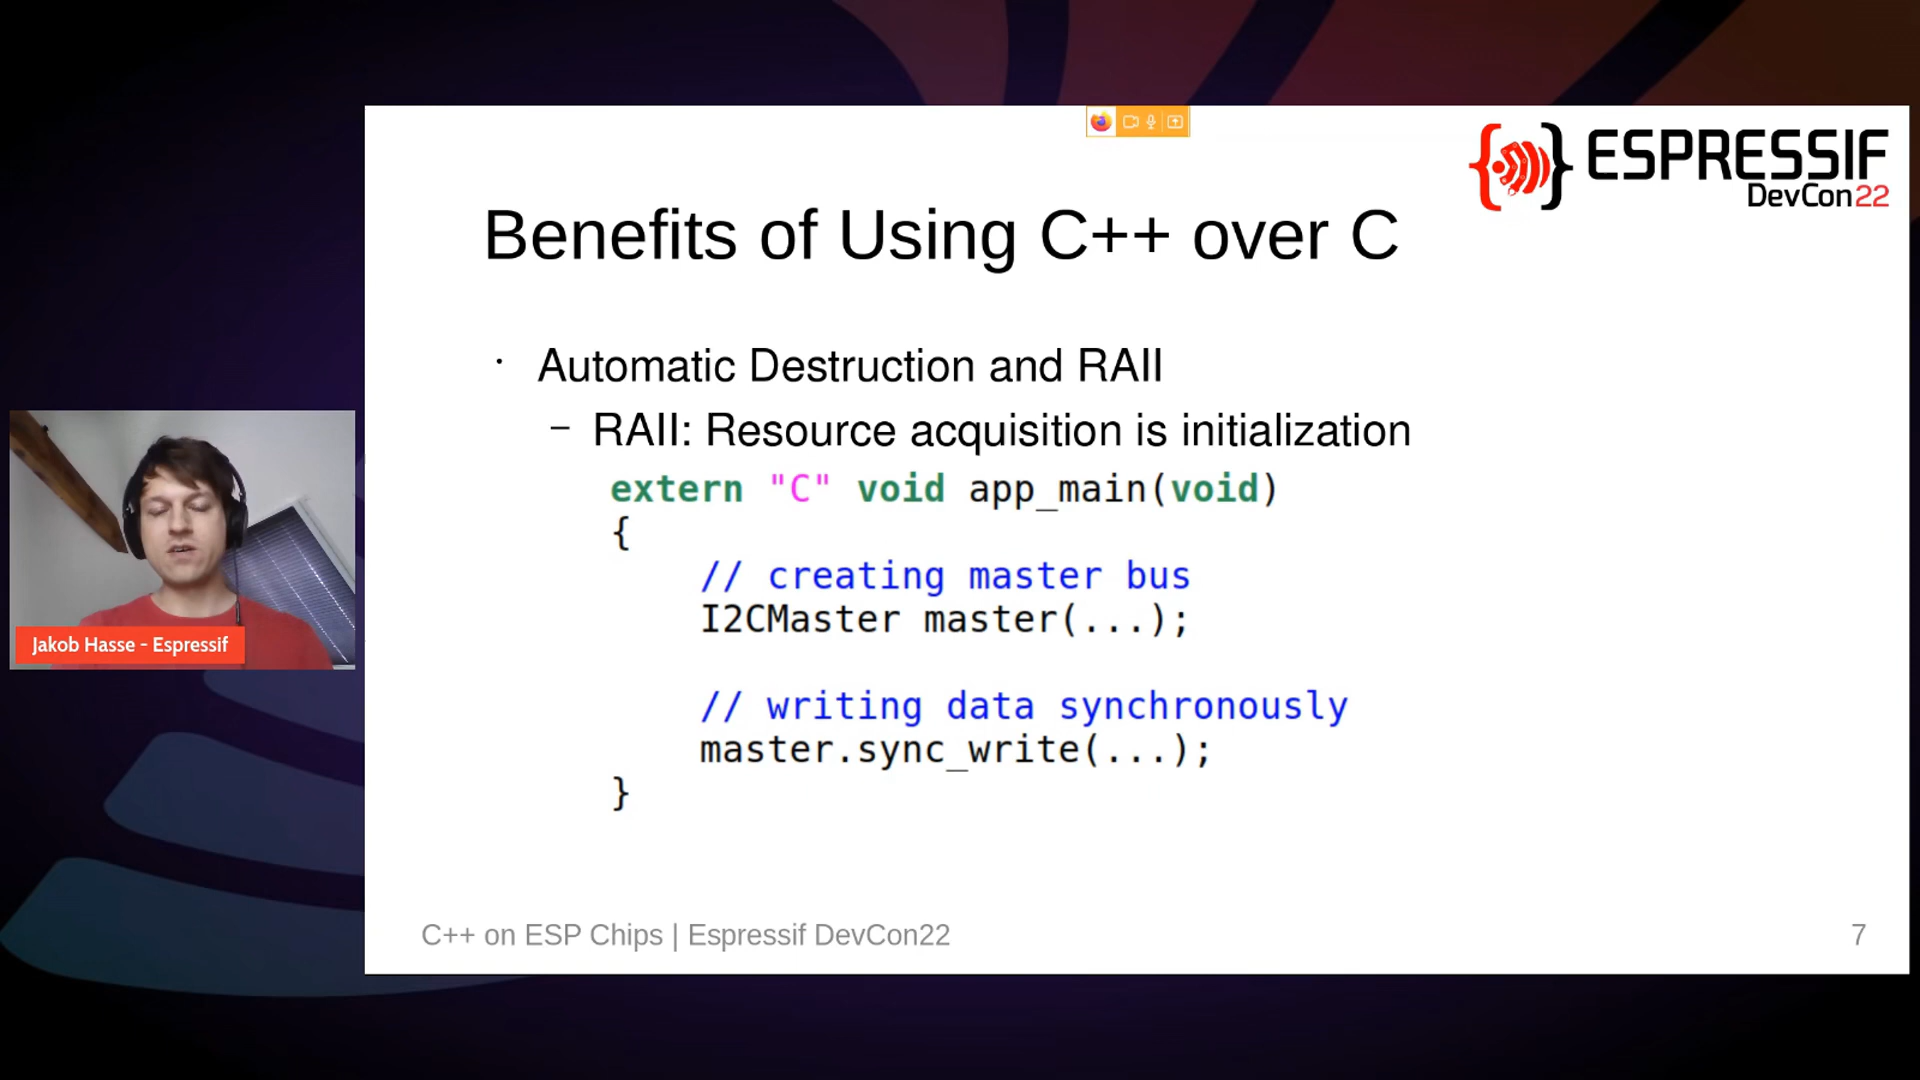 ESPRESSIF
DevCon22
Benefits of Using C++ over C
· Automatic Destruction and RAII
– RAII: Resource acquisition is initialization
extern "C" void app_main(void)
{
// creating master bus
I2CMaster master(...);
// writing data synchronously
master.sync_write(...);
}
Jakob Hasse - Espressif
C++ on ESP Chips | Espressif DevCon22
7